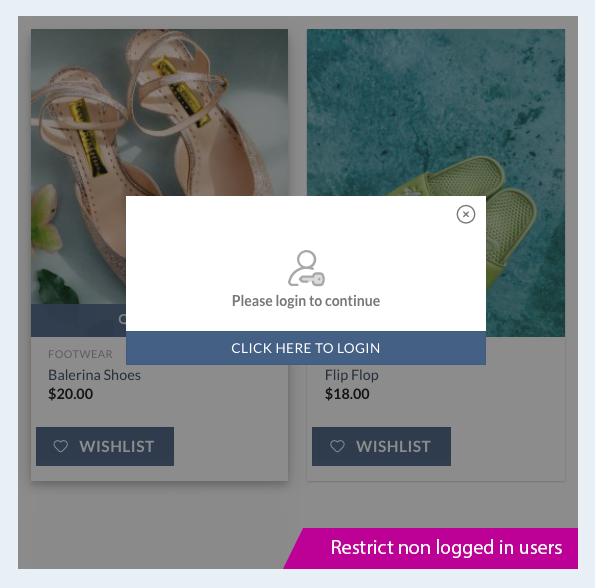 Please login to continue
CLICK HERE TO LOGIN
FOOTWEAR
Balerina Shoes
$20.00
WISHLIST
Flip Flop
$18.00
WISHLIST
Restrict non logged in users